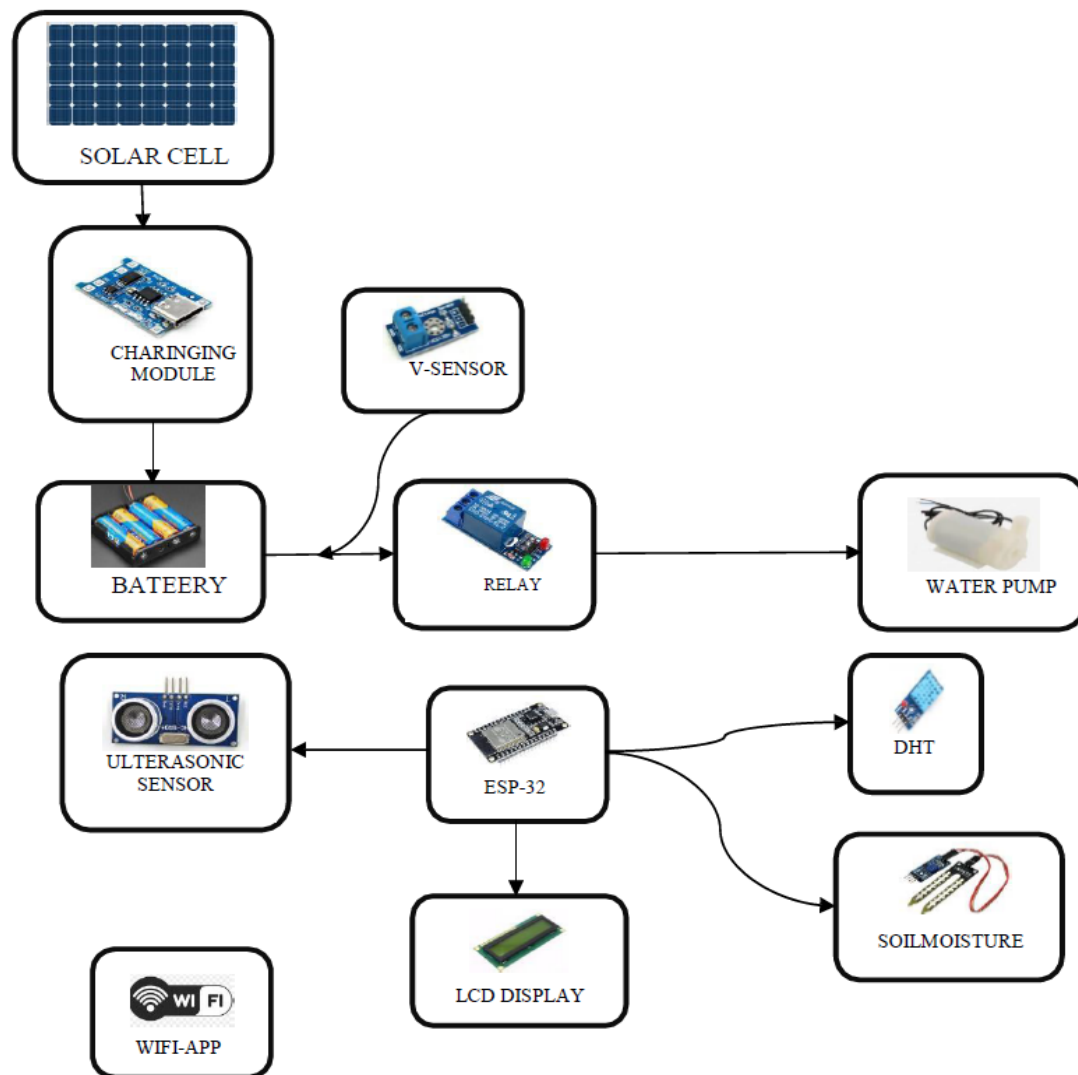 SOLAR CELL
CHARINGING
MODULE
V-SENSOR
BATEERY
RELAY
WATER PUMP
ULTERASONIC
SENSOR
ESP-32
DHT
SOILMOISTURE
LCD DISPLAY
WI FI
WIFI-APP